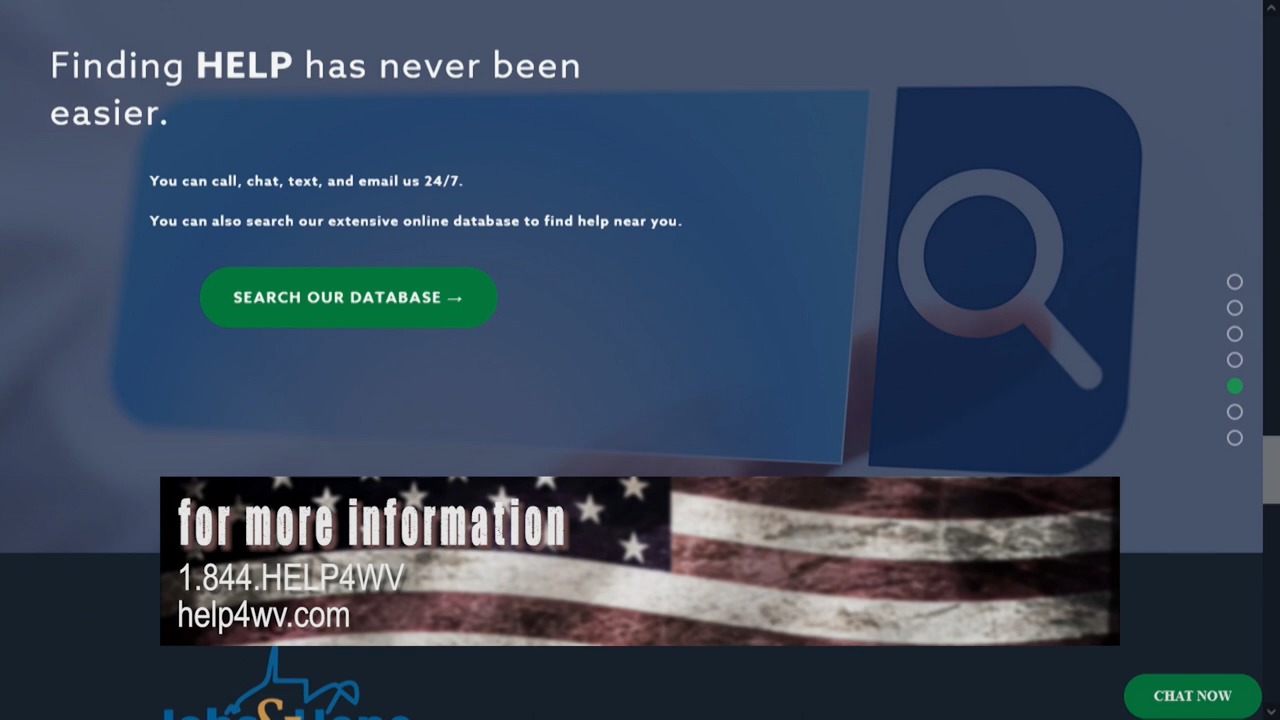 Finding HELP has never been
easier.
You can call, chat, text, and email us 24/7.
You can also search our extensive online database to find help near you.
SEARCH OUR DATABASE →
for more information
1.844.HELP4WV
help4wv.com
Jobs&Hope
CHAT NOW